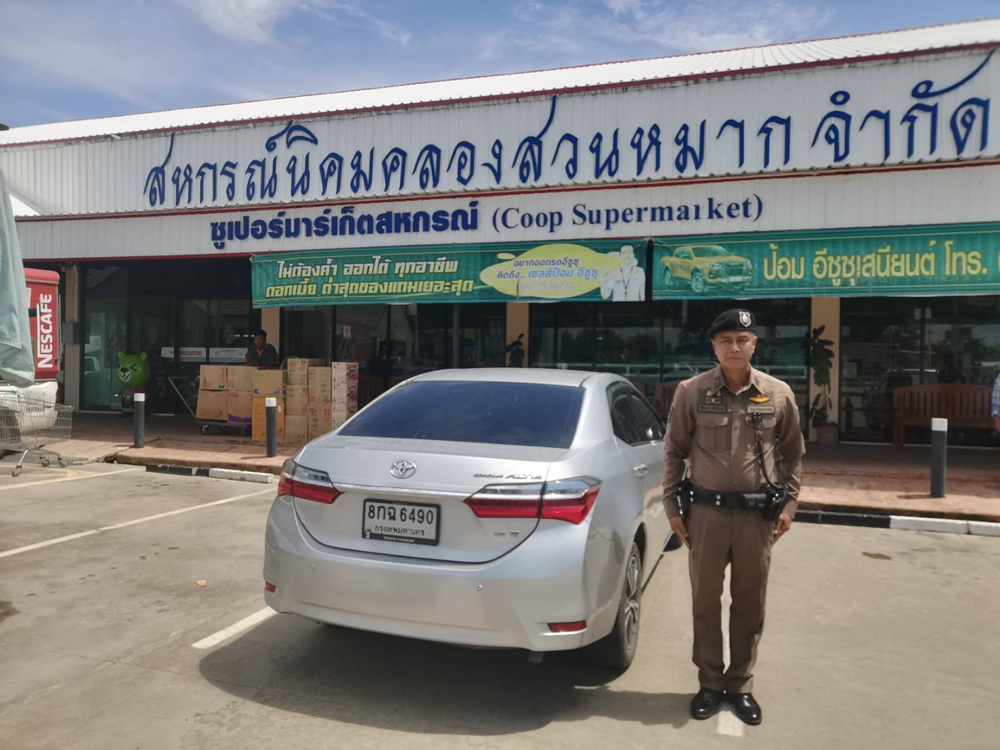 สหกรณ์นิคมคลองสวนหมาก จำกัด
ซูเปอร์มาร์เก็ตสหกรณ์ (Coop Supermarket)
ไม่ต้องค้ำ ออกได้ ทุกอาชีพ
ดอกเบี้ย ต่ำสุดของแถมเยอะสุด
อยากออกรถอีซูซุ
คิดถึง... เซลส์ป้อม อีซูซุ
ป้อม อีซูซุเสนียนต์ โทร.
NESCAFÉ
welcome
ALTIS
8กฉ 6490
กรุงเทพมหานคร